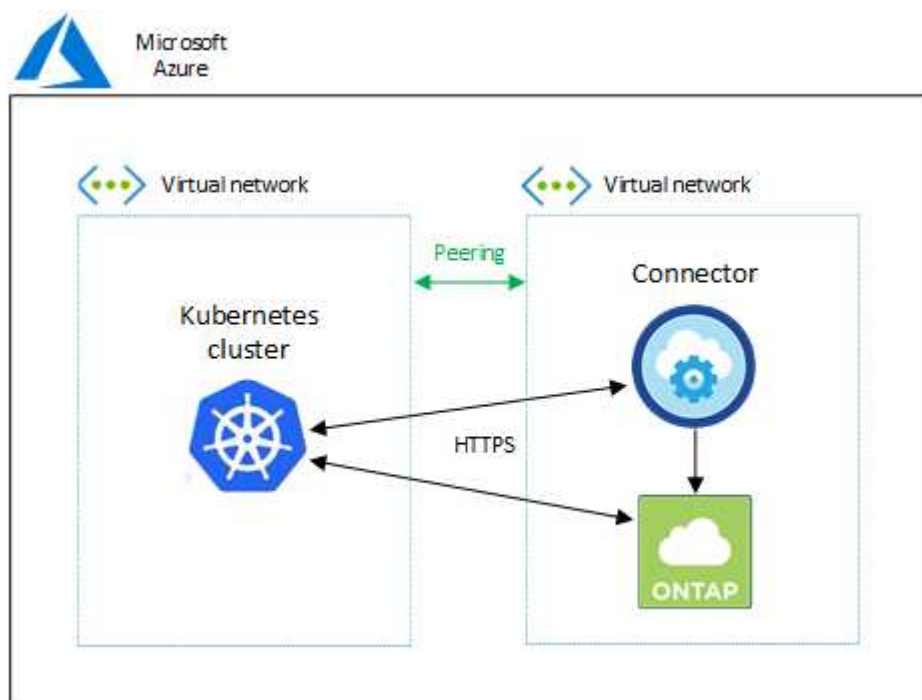 Microsoft
Azure
Virtual network
Virtual network
Peering
Connector
Kubernetes
cluster
HTTPS
ONTAP